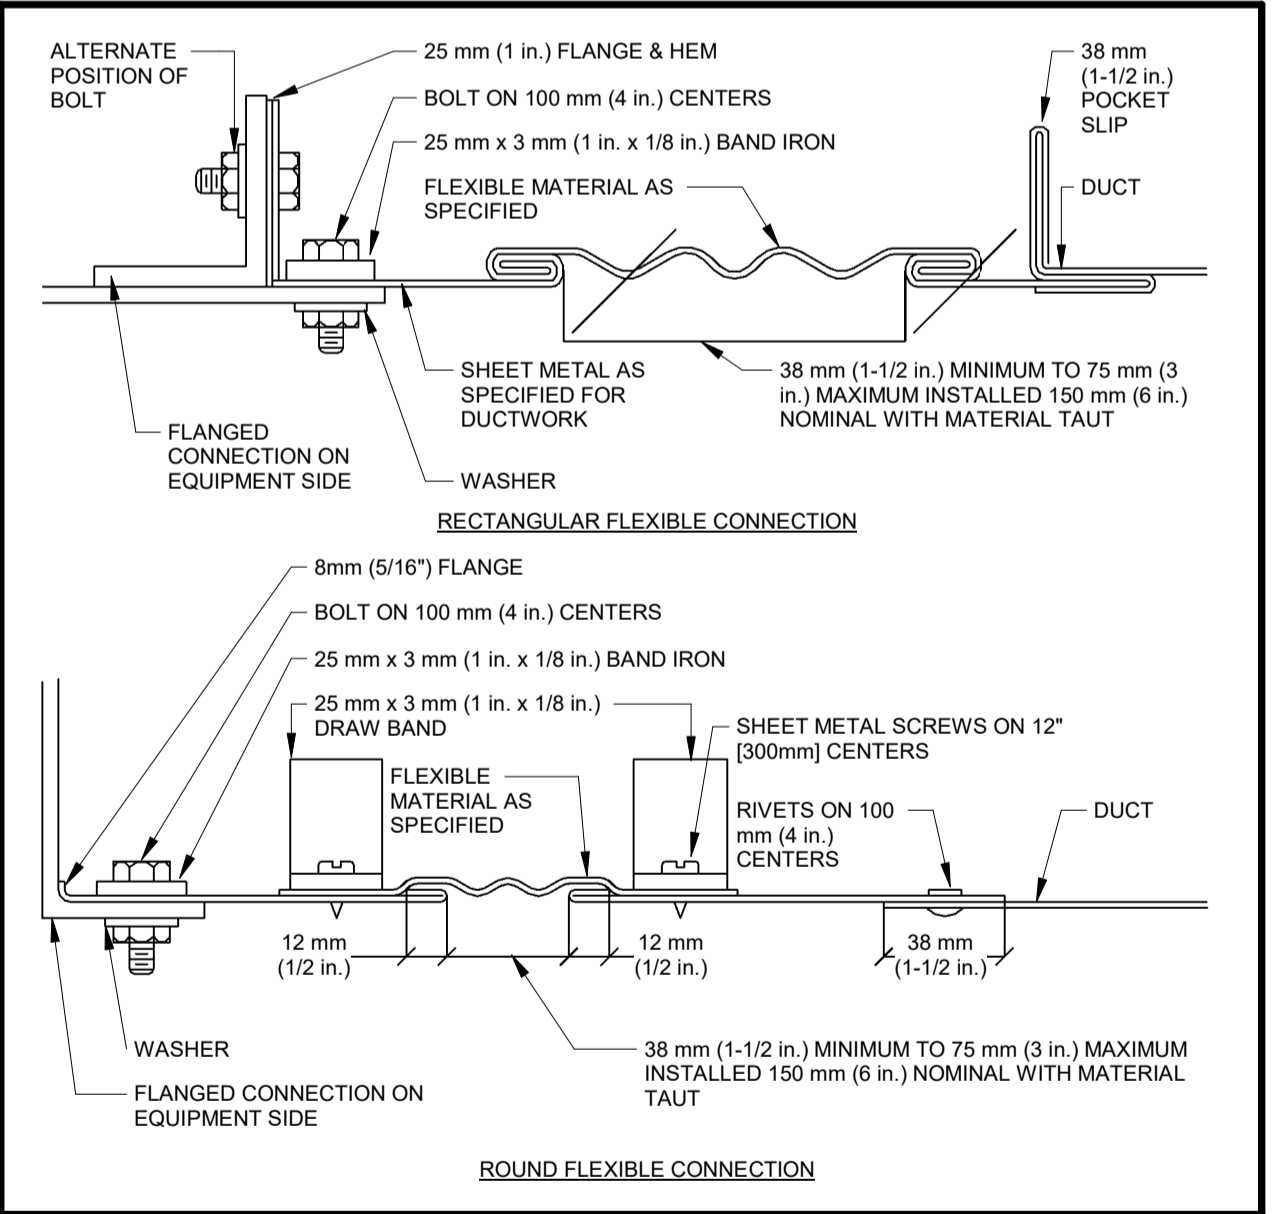 ALTERNATE
POSITION OF
BOLT
25 mm (1 in.) FLANGE & HEM
BOLT ON 100 mm (4 in.) CENTERS
25 mm x 3 mm (1 in. x 1/8 in.) BAND IRON
FLEXIBLE MATERIAL AS
SPECIFIED
38 mm
(1-1/2 in.)
POCKET
SLIP
DUCT
SHEET METAL AS
SPECIFIED FOR
DUCTWORK
38 mm (1-1/2 in.) MINIMUM TO 75 mm (3
in.) MAXIMUM INSTALLED 150 mm (6 in.)
NOMINAL WITH MATERIAL TAUT
FLANGED
CONNECTION ON
EQUIPMENT SIDE
WASHER
RECTANGULAR FLEXIBLE CONNECTION
8mm (5/16") FLANGE
BOLT ON 100 mm (4 in.) CENTERS
25 mm x 3 mm (1 in. x 1/8 in.) BAND IRON
25 mm x 3 mm (1 in. x 1/8 in.)
DRAW BAND
SHEET METAL SCREWS ON 12"
[300mm] CENTERS
FLEXIBLE
MATERIAL AS
SPECIFIED
RIVETS ON 100
mm (4 in.)
CENTERS
DUCT
12 mm
(1/2 in.)
12 mm
(1/2 in.)
38 mm
(1-1/2 in.)
WASHER
FLANGED CONNECTION ON
EQUIPMENT SIDE
38 mm (1-1/2 in.) MINIMUM TO 75 mm (3 in.) MAXIMUM
INSTALLED 150 mm (6 in.) NOMINAL WITH MATERIAL
TAUT
ROUND FLEXIBLE CONNECTION